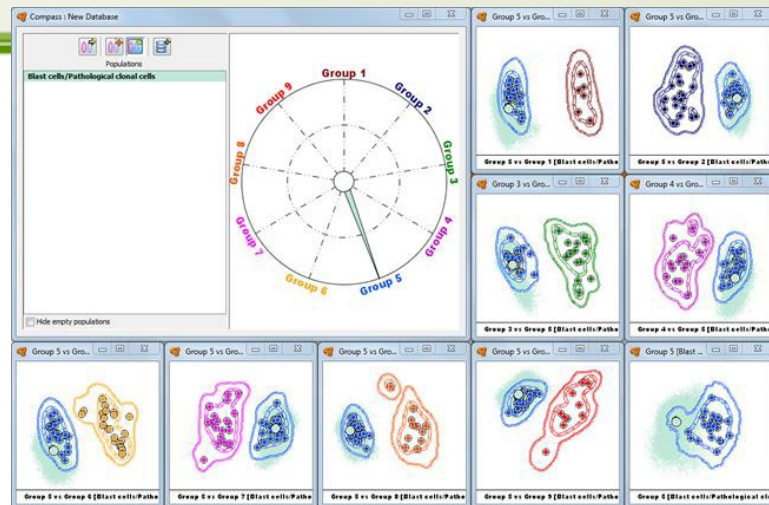 Compass : New Database
Populations
Blast cells/Pathological clonal cells
Hide empty populations
Group 1
Group 2
Group 3
Group 4
Group 5
Group 6
Group 7
Group 8
Group 9
Group 5 vs Gro...
Group 5 vs Group 1 [Blast cells/Patho
Group 5 vs Gro...
Group 5 vs Group 2 [Blast cells/Patho
Group 3 vs Gro...
Group 3 vs Group 5 [Blast cells/Patho
Group 4 vs Gro...
Group 4 vs Group 5 [Blast cells/Patho
Group 5 vs Gro...
Group 5 vs Group 6 [Blast cells/Patho
Group 5 vs Gro...
Group 5 vs Group 7 [Blast cells/Patho
Group 5 vs Gro...
Group 5 vs Group 8 [Blast cells/Patho
Group 5 vs Gro...
Group 5 vs Group 9 [Blast cells/Patho
Group 5 [Blast ...
Group 5 [Blast cells/Pathological clo